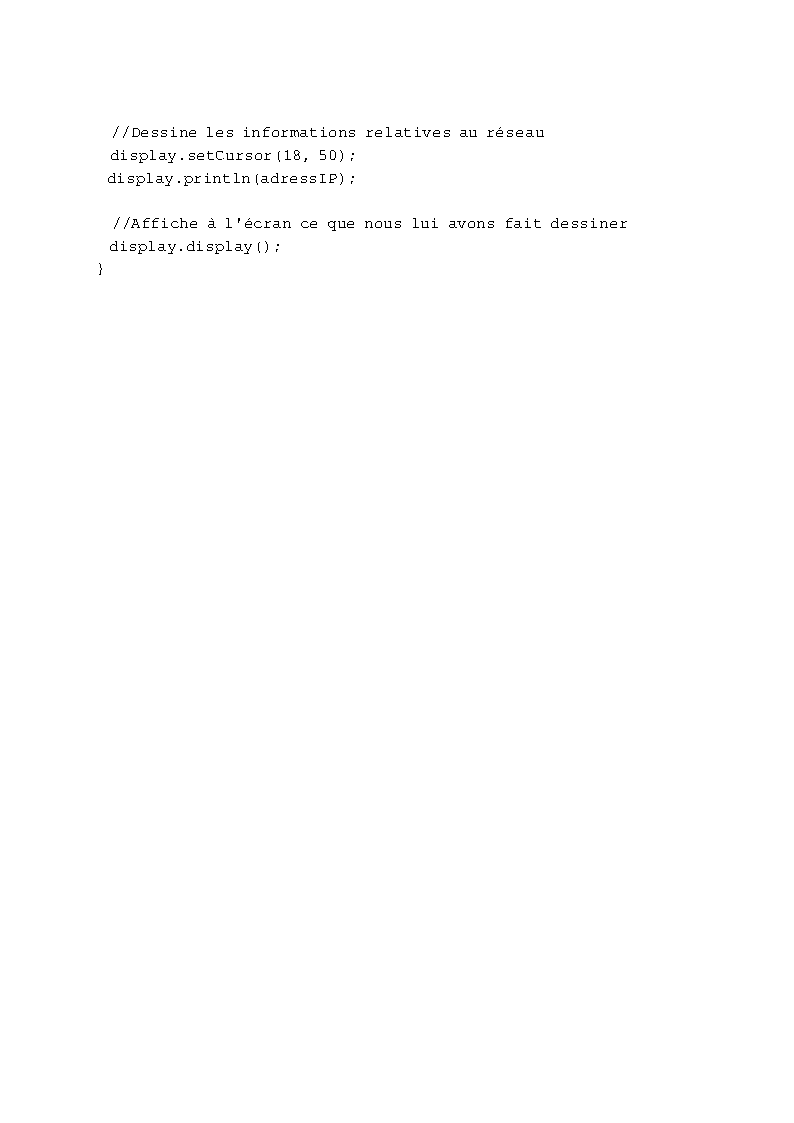 //Dessine les informations relatives au réseau
display.setCursor(18, 50);
display.println(adressIP);
//Affiche à l'écran ce que nous lui avons fait dessiner
display.display();
}